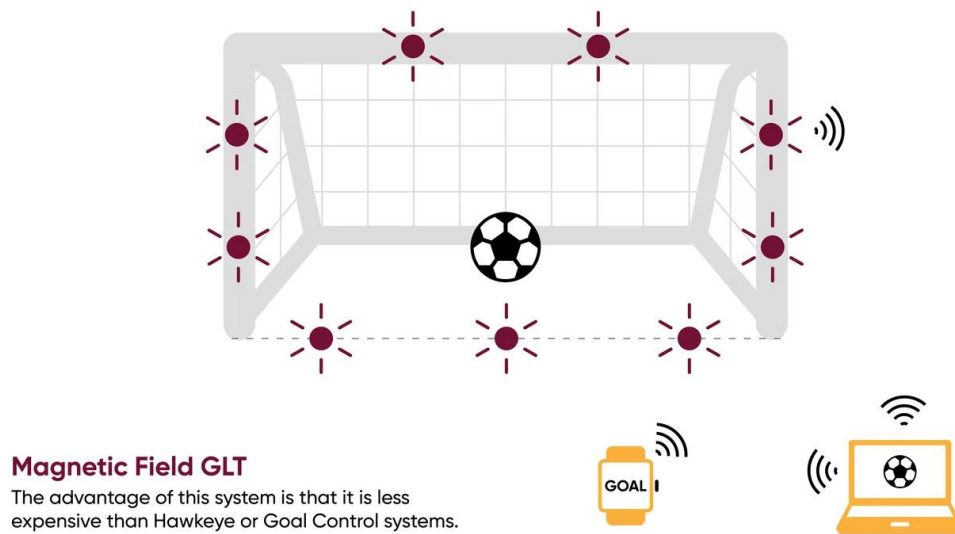 Magnetic Field GLT
The advantage of this system is that it is less
expensive than Hawkeye or Goal Control systems.
GOAL